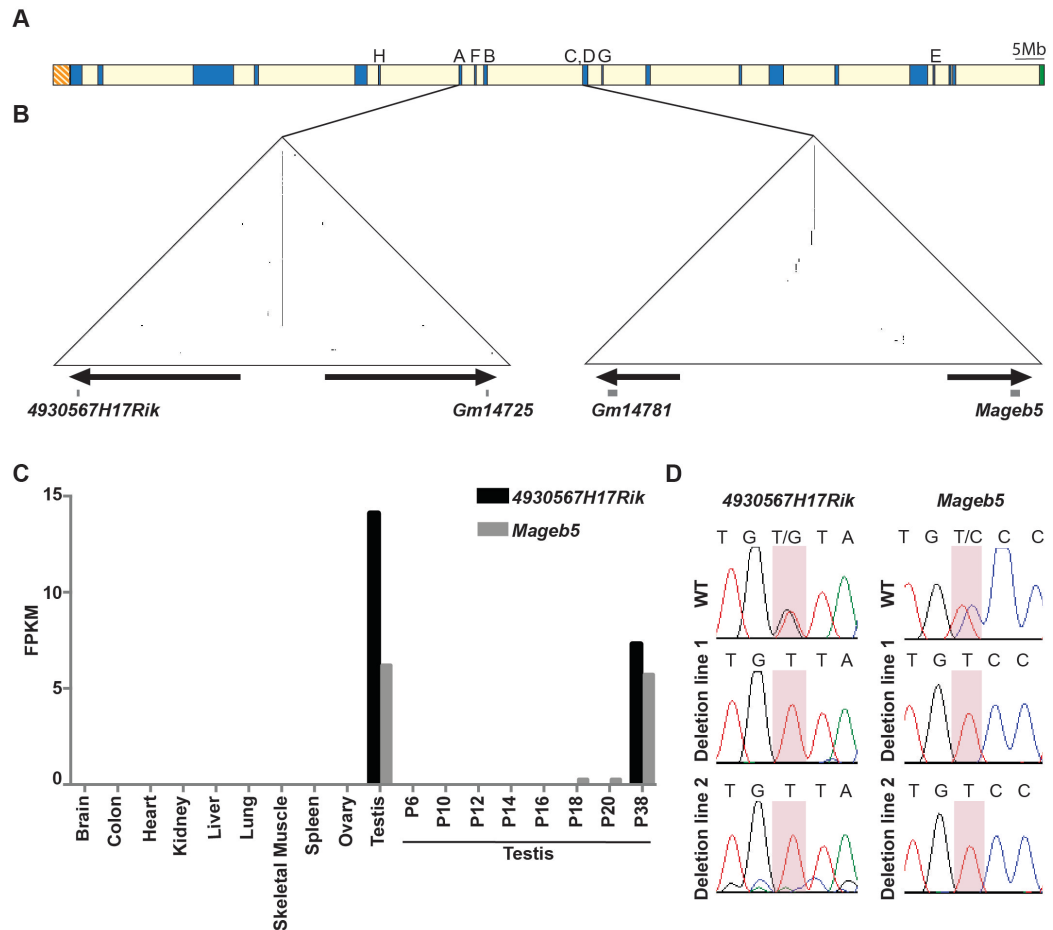 A
5Mb
H A F B C,D G E
B
4930567H17Rik Gm14725 Gm14781 Mageb5
C
4930567H17Rik
Mageb5
FPKM
15
10
5
0
Brain Colon Heart Kidney Liver Lung Skeletal Muscle Spleen Ovary Testis P6 P10 P12 P14 P16 P18 P20 P38
Testis
D
4930567H17Rik Mageb5
T G T/G T A T G T/C C C
WT WT
T G T T A T G T C C
Deletion line 1 Deletion line 1
T G T T A T G T C C
Deletion line 2 Deletion line 2